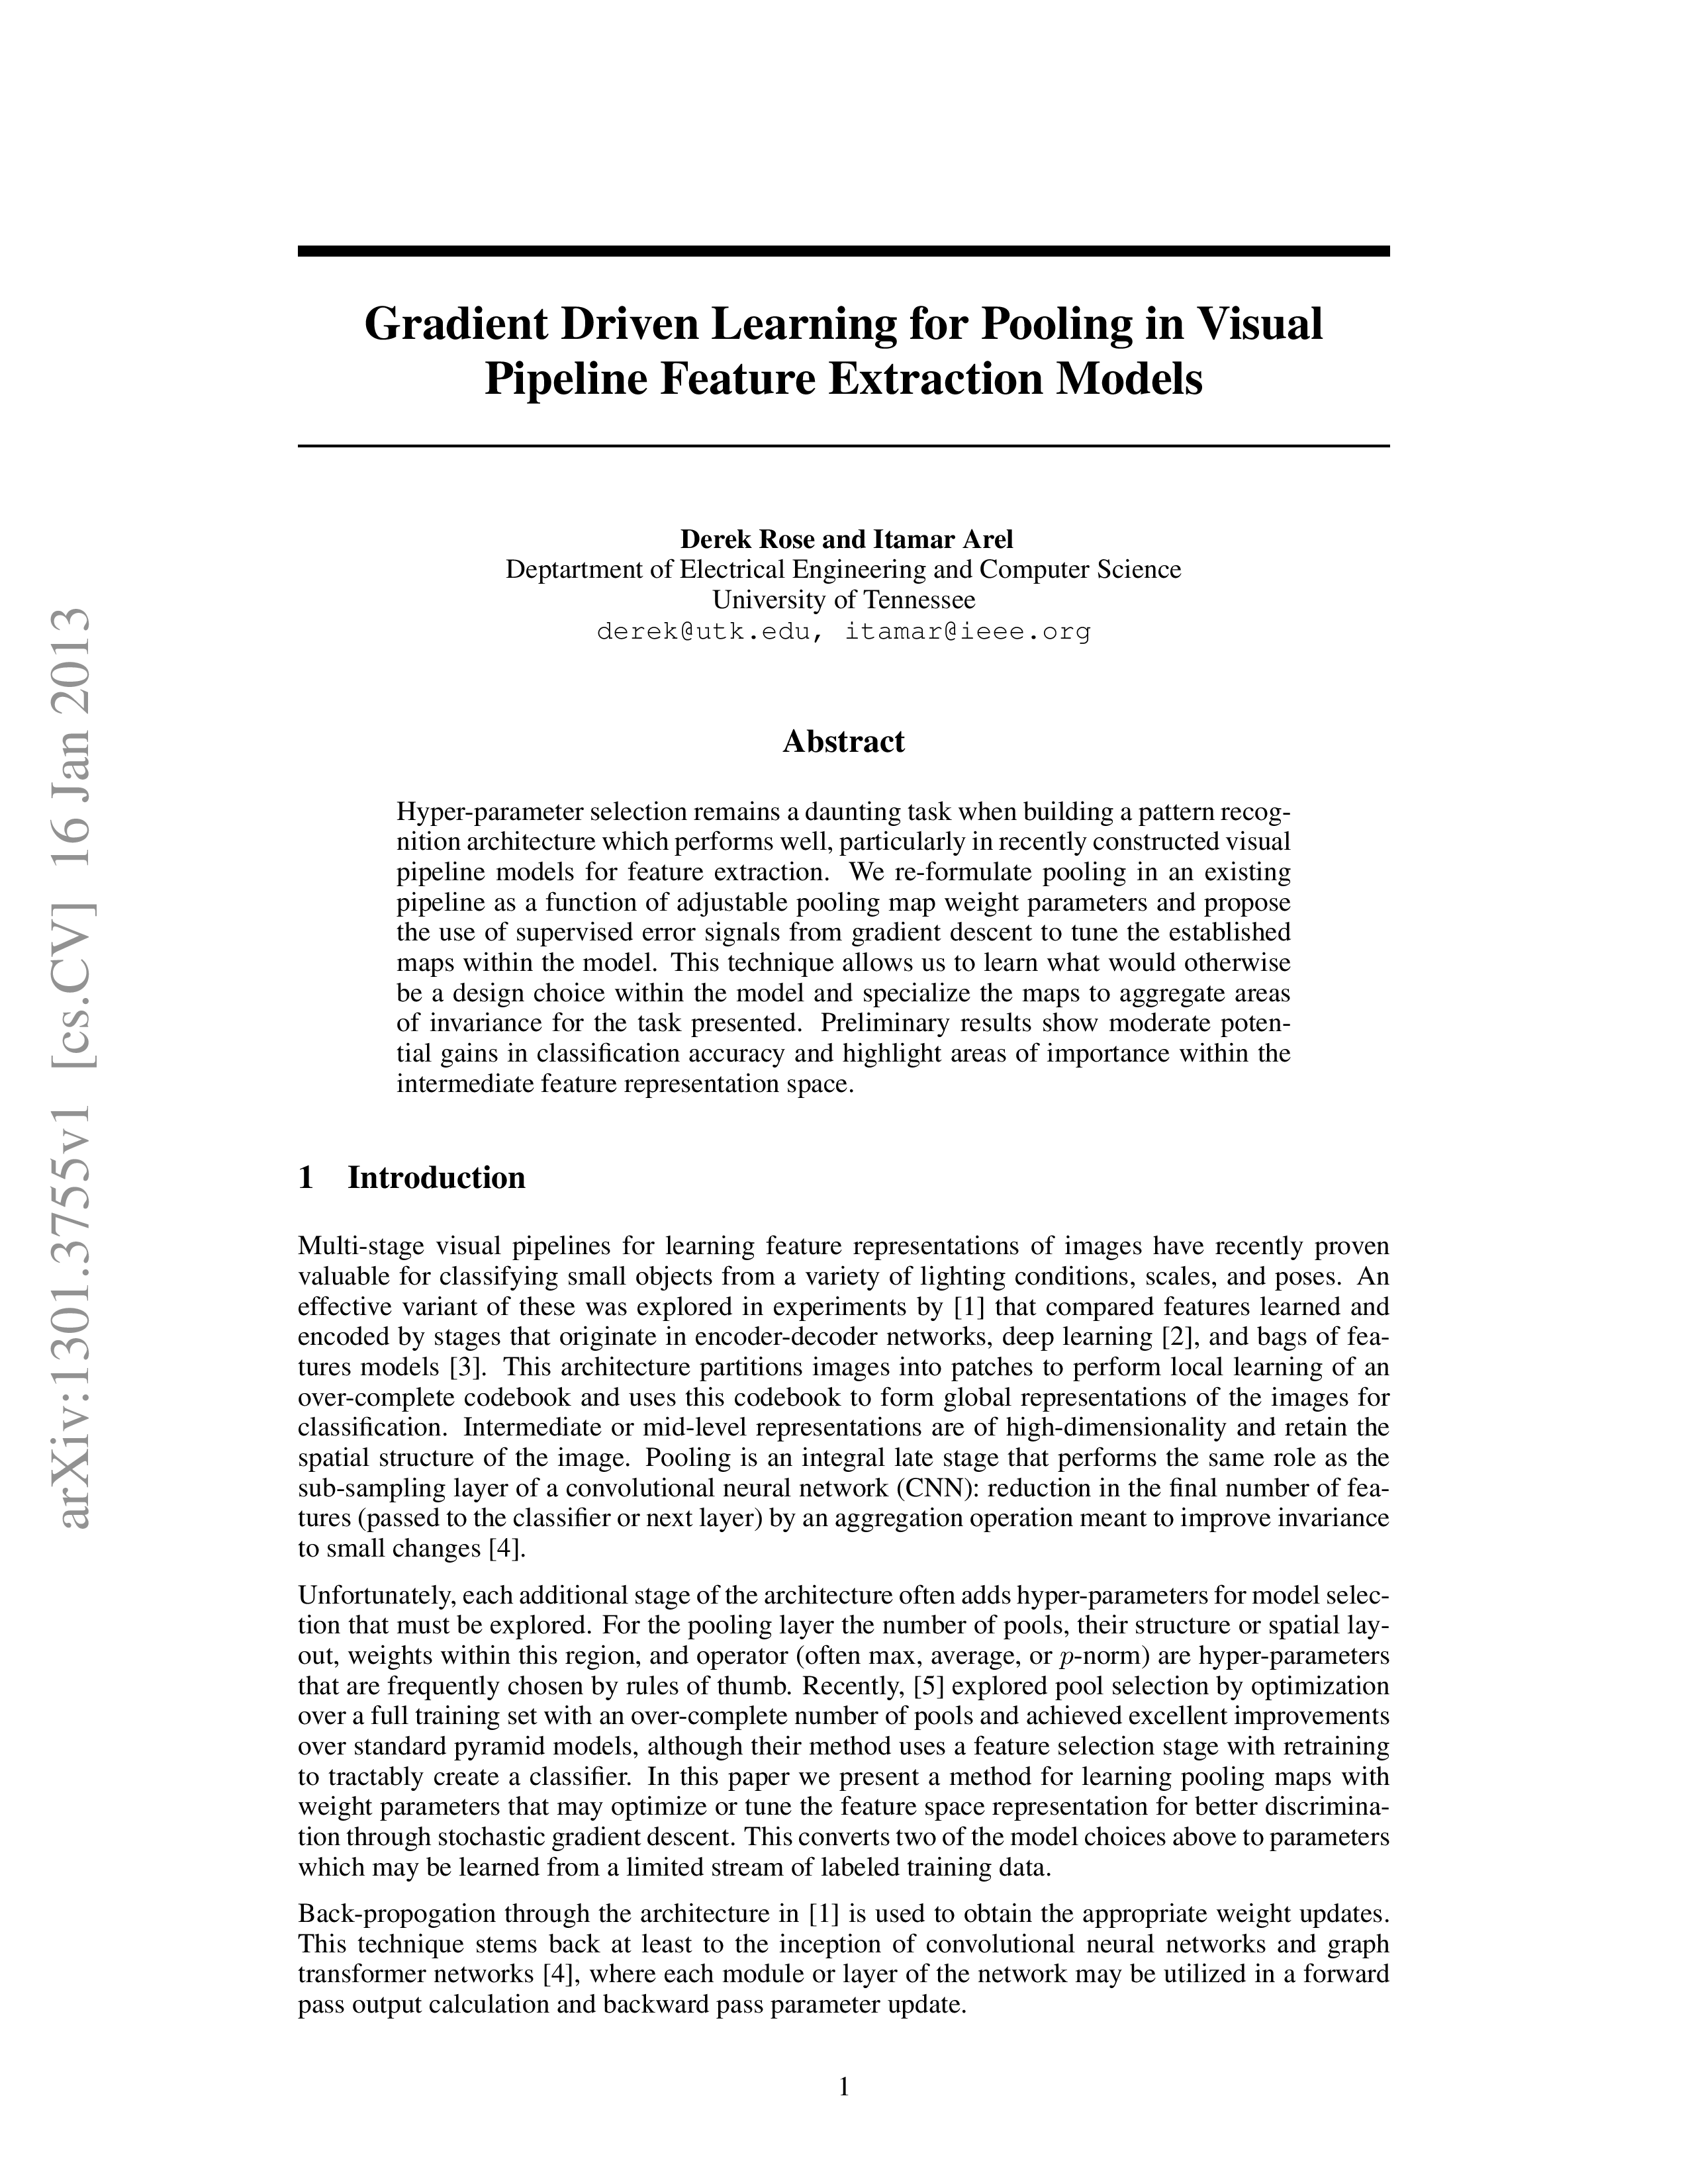 Gradient Driven Learning for Pooling in Visual
Pipeline Feature Extraction Models
Derek Rose and Itamar Arel
Deptartment of Electrical Engineering and Computer Science
University of Tennessee
derek@utk.edu, itamar@ieee.org
Abstract
Hyper-parameter selection remains a daunting task when building a pattern recog-
nition architecture which performs well, particularly in recently constructed visual
pipeline models for feature extraction. We re-formulate pooling in an existing
pipeline as a function of adjustable pooling map weight parameters and propose
the use of supervised error signals from gradient descent to tune the established
maps within the model. This technique allows us to learn what would otherwise
be a design choice within the model and specialize the maps to aggregate areas
of invariance for the task presented. Preliminary results show moderate poten-
tial gains in classification accuracy and highlight areas of importance within the
intermediate feature representation space.
1 Introduction
Multi-stage visual pipelines for learning feature representations of images have recently proven
valuable for classifying small objects from a variety of lighting conditions, scales, and poses. An
effective variant of these was explored in experiments by [1] that compared features learned and
encoded by stages that originate in encoder-decoder networks, deep learning [2], and bags of fea-
tures models [3]. This architecture partitions images into patches to perform local learning of an
over-complete codebook and uses this codebook to form global representations of the images for
classification. Intermediate or mid-level representations are of high-dimensionality and retain the
spatial structure of the image. Pooling is an integral late stage that performs the same role as the
sub-sampling layer of a convolutional neural network (CNN): reduction in the final number of fea-
tures (passed to the classifier or next layer) by an aggregation operation meant to improve invariance
to small changes [4].
Unfortunately, each additional stage of the architecture often adds hyper-parameters for model selec-
tion that must be explored. For the pooling layer the number of pools, their structure or spatial lay-
out, weights within this region, and operator (often max, average, or p-norm) are hyper-parameters
that are frequently chosen by rules of thumb. Recently, [5] explored pool selection by optimization
over a full training set with an over-complete number of pools and achieved excellent improvements
over standard pyramid models, although their method uses a feature selection stage with retraining
to tractably create a classifier. In this paper we present a method for learning pooling maps with
weight parameters that may optimize or tune the feature space representation for better discrimina-
tion through stochastic gradient descent. This converts two of the model choices above to parameters
which may be learned from a limited stream of labeled training data.
Back-propogation through the architecture in [1] is used to obtain the appropriate weight updates.
This technique stems back at least to the inception of convolutional neural networks and graph
transformer networks [4], where each module or layer of the network may be utilized in a forward
pass output calculation and backward pass parameter update.
1
arXiv:1301.3755v1 [cs.CV] 16 Jan 2013